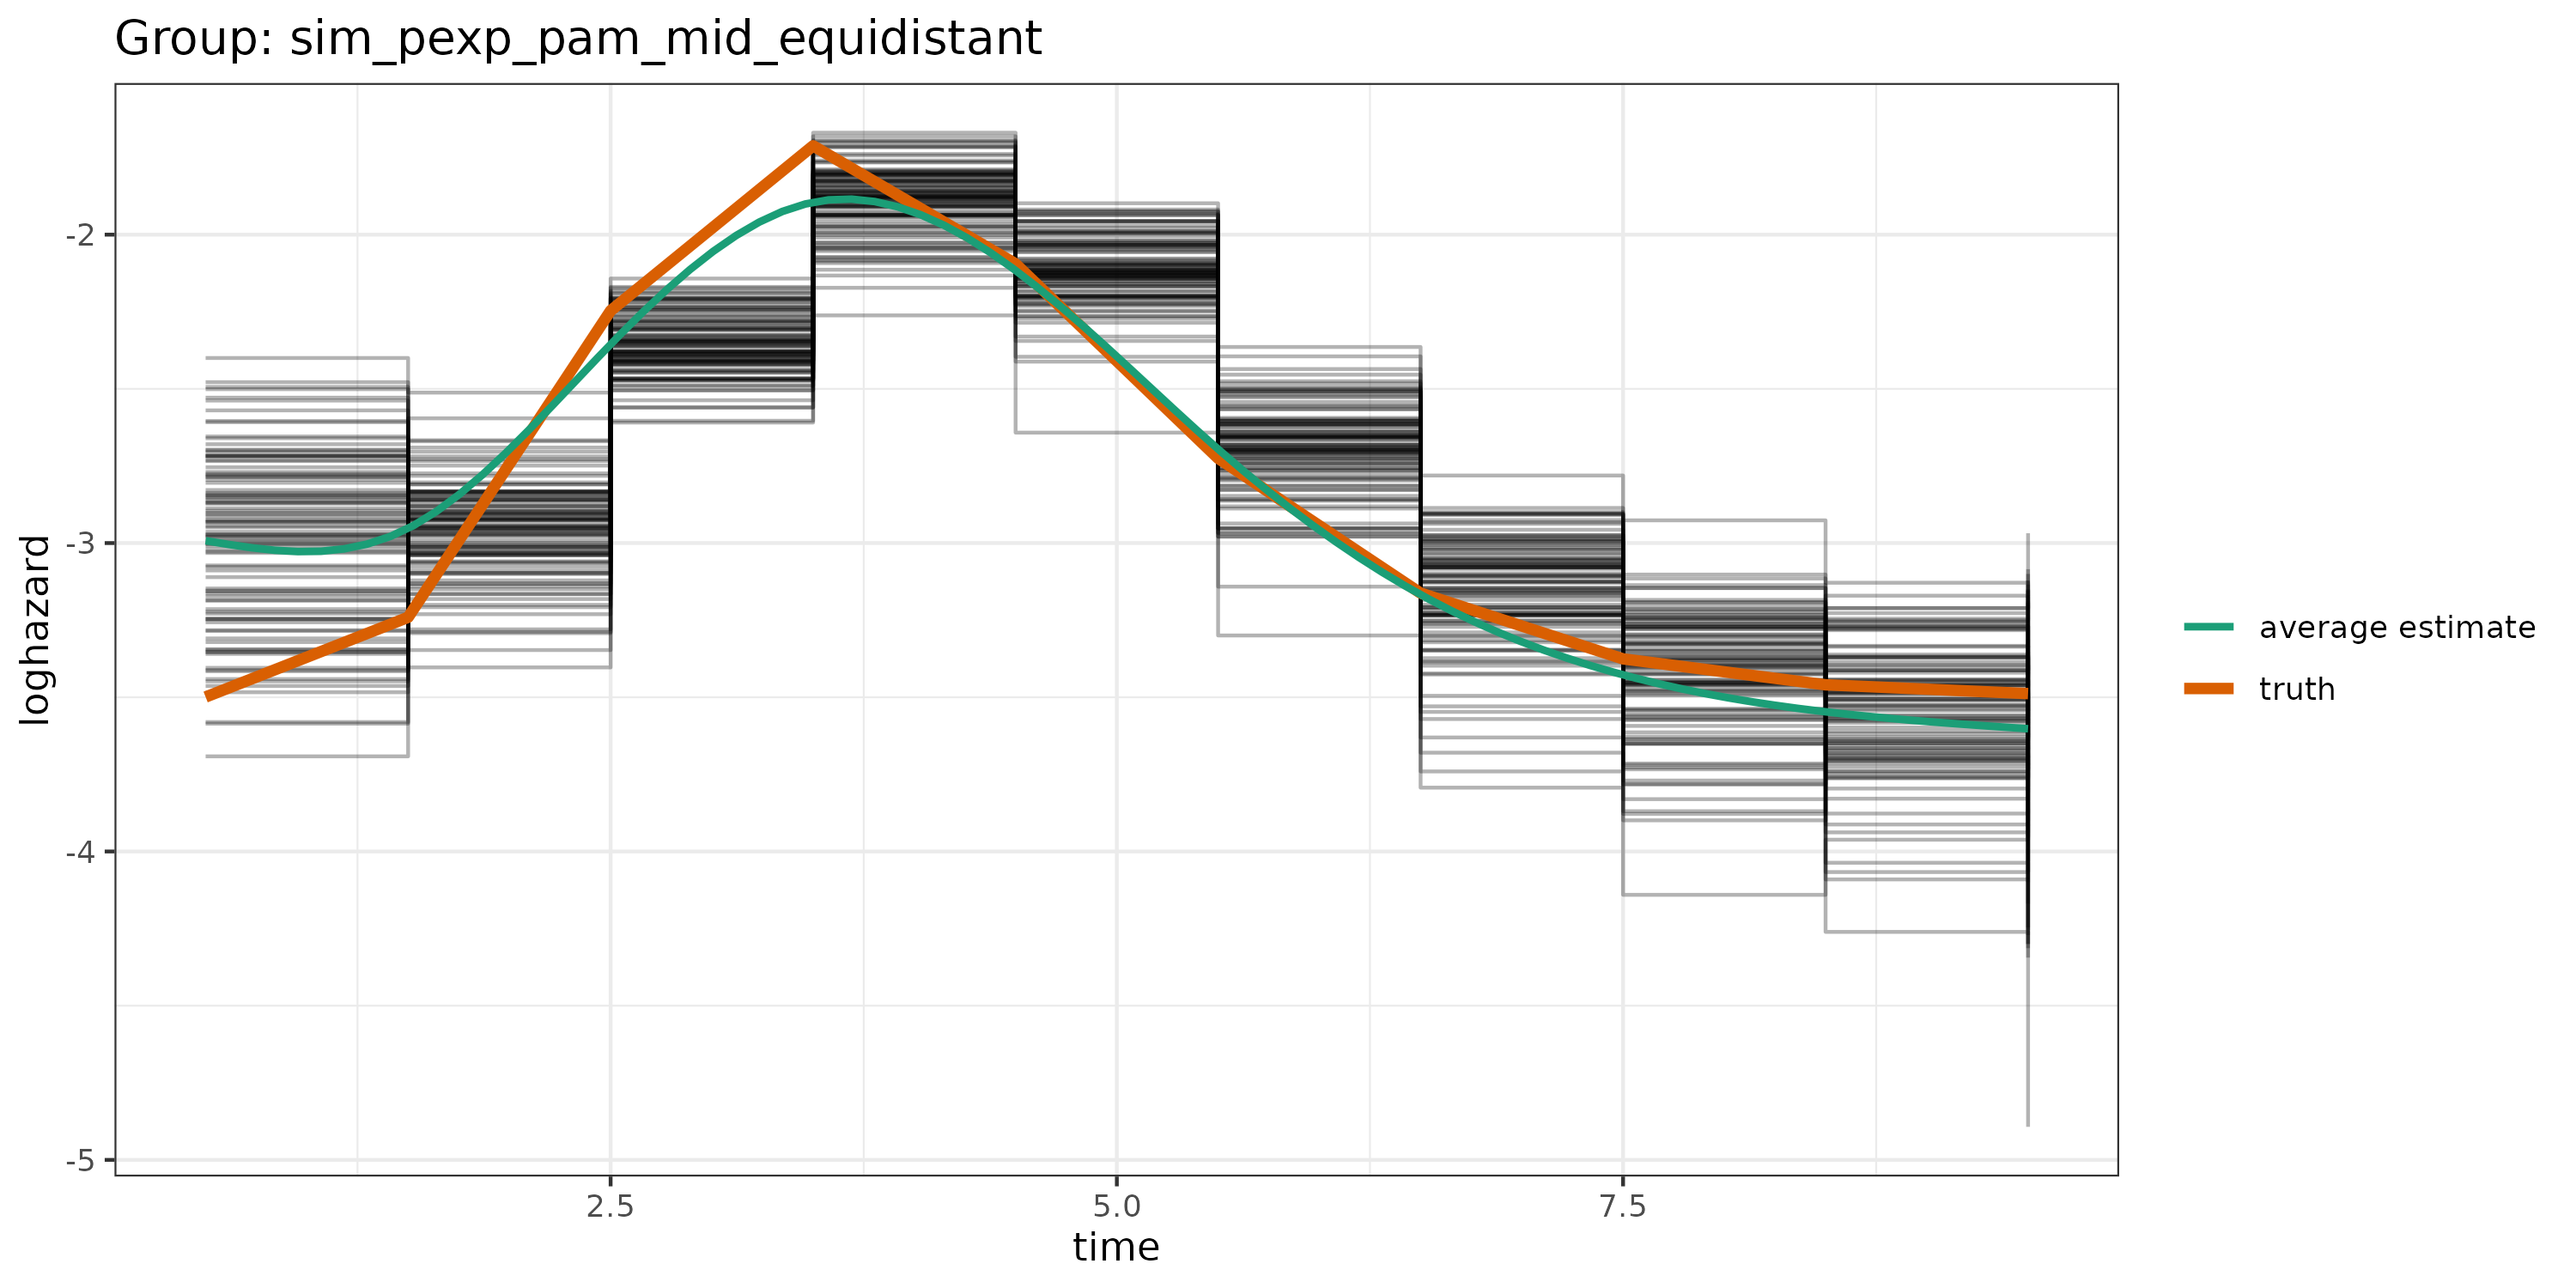 Group: sim_pexp_pam_mid_equidistant
loghazard
-2
-3
-4
-5
2.5
5.0
7.5
time
average estimate
truth